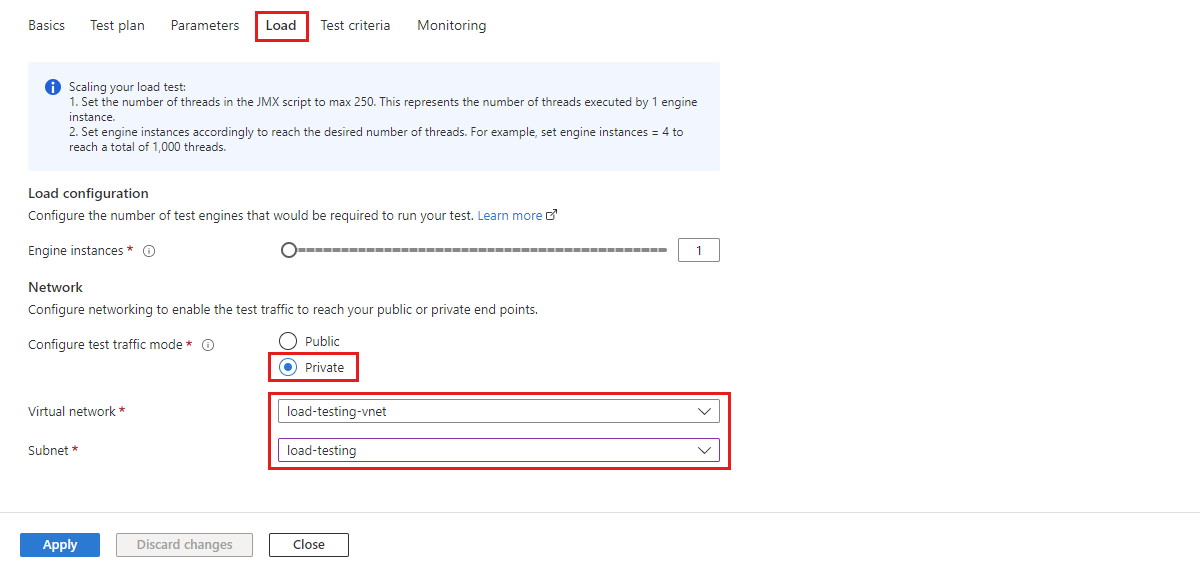 Basics Test plan Parameters Load Test criteria Monitoring
Scaling your load test:
1. Set the number of threads in the JMX script to max 250. This represents the number of threads executed by 1 engine
instance.
2. Set engine instances accordingly to reach the desired number of threads. For example, set engine instances = 4 to
reach a total of 1,000 threads.
Load configuration
Configure the number of test engines that would be required to run your test. Learn more
Engine instances * 1
Network
Configure networking to enable the test traffic to reach your public or private end points.
Configure test traffic mode * Public
Private
Virtual network * load-testing-vnet
Subnet * load-testing
Apply Discard changes Close